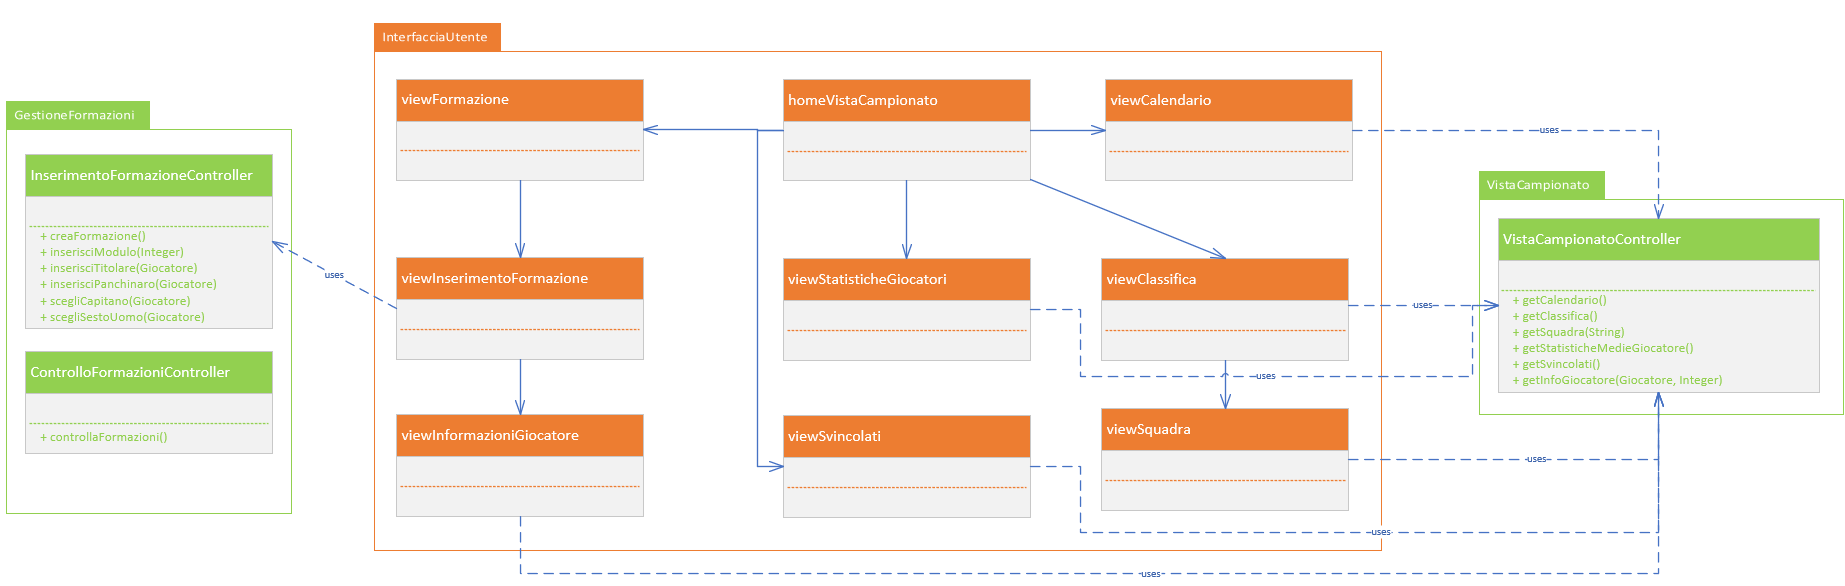 GestioneFormazioni
InserimentoFormazioneController
+ creaFormazione()
+ inserisciModulo(Integer)
+ inserisciTitolare(Giocatore)
+ inserisciPanchinaro(Giocatore)
+ scegliCapitano(Giocatore)
+ scegliSestoUomo(Giocatore)
ControlloFormazioniController
+ controllaFormazioni()
uses
InterfacciaUtente
viewFormazione
homeVistaCampionato
viewCalendario
viewInserimentoFormazione
viewStatisticheGiocatori
viewClassifica
viewInformazioniGiocatore
viewSvincolati
viewSquadra
uses
uses
uses
uses
uses
uses
VistaCampionato
VistaCampionatoController
+ getCalendario()
+ getClassifica()
+ getSquadra(String)
+ getStatisticheMedieGiocatore()
+ getSvincolati()
+ getInfoGiocatore(Giocatore, Integer)